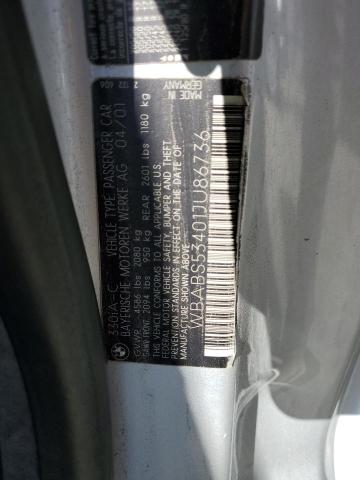 330iA-C VEHICLE TYPE: PASSENGER CAR
BAYERISCHE MOTOREN WERKE AG 04/01
GVWR 4586 lbs 2080 kg
GAWR FRONT 2094 lbs 950 kg REAR 2601 lbs 1180 kg
THIS VEHICLE CONFORMS TO ALL APPLICABLE U.S.
FEDERAL MOTOR VEHICLE SAFETY, BUMPER AND THEFT
PREVENTION STANDARDS IN EFFECT ON THE
DATE OF MANUFACTURE SHOWN ABOVE
WBABS53401JU86736
MADE IN
GERMANY